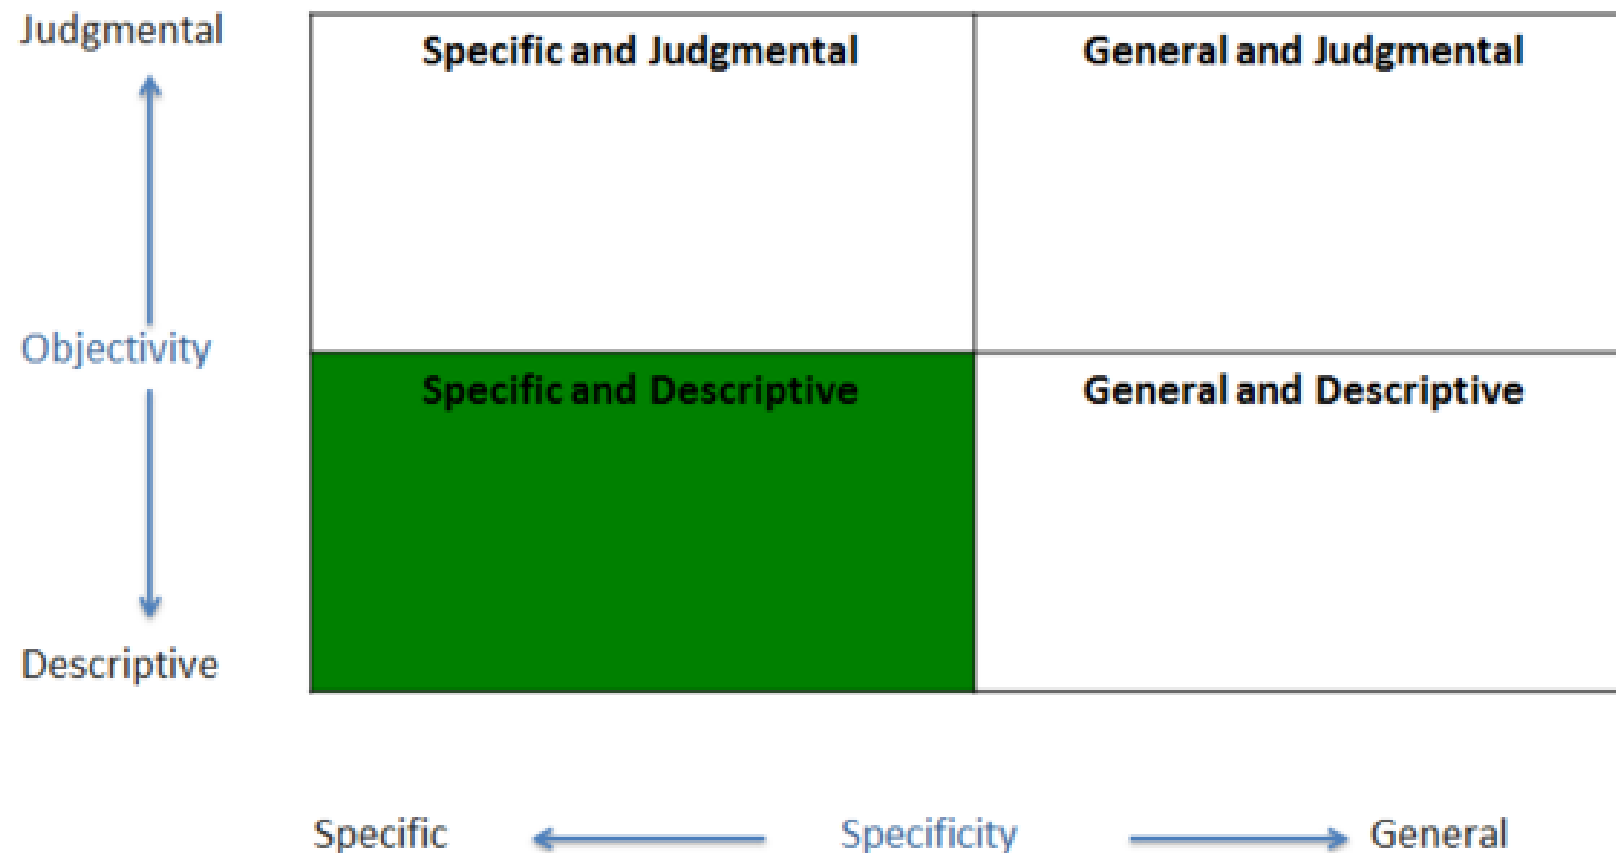 Judgmental
Specific and Judgmental
General and Judgmental
Objectivity
Specific and Descriptive
General and Descriptive
Descriptive
Specific
Specificity
General